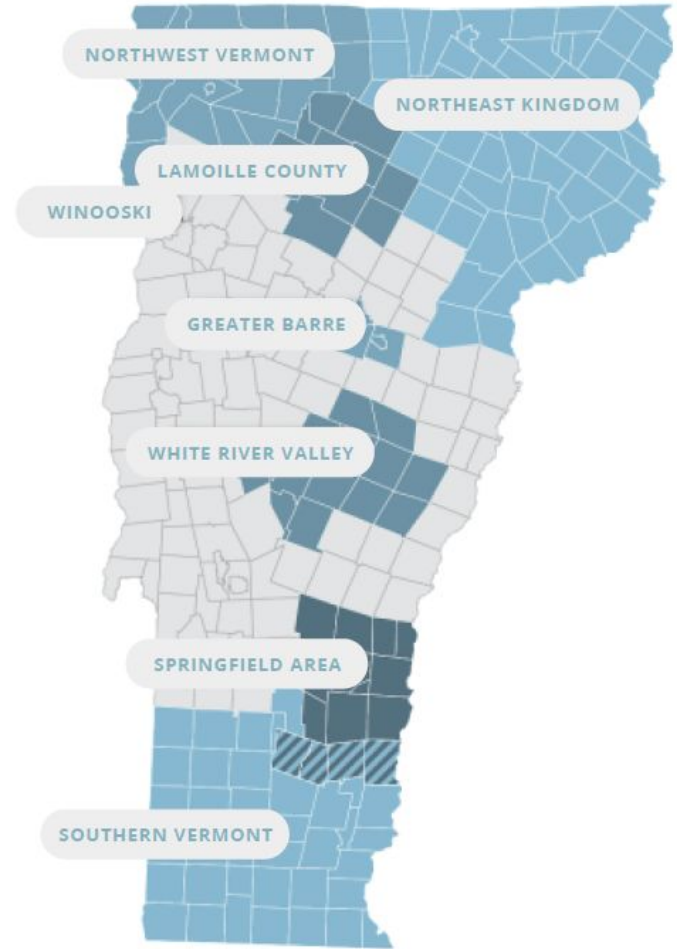 NORTHWEST VERMONT
NORTHEAST KINGDOM
LAMOILLE COUNTY
WINOOSKI
GREATER BARRE
WHITE RIVER VALLEY
SPRINGFIELD AREA
SOUTHERN VERMONT